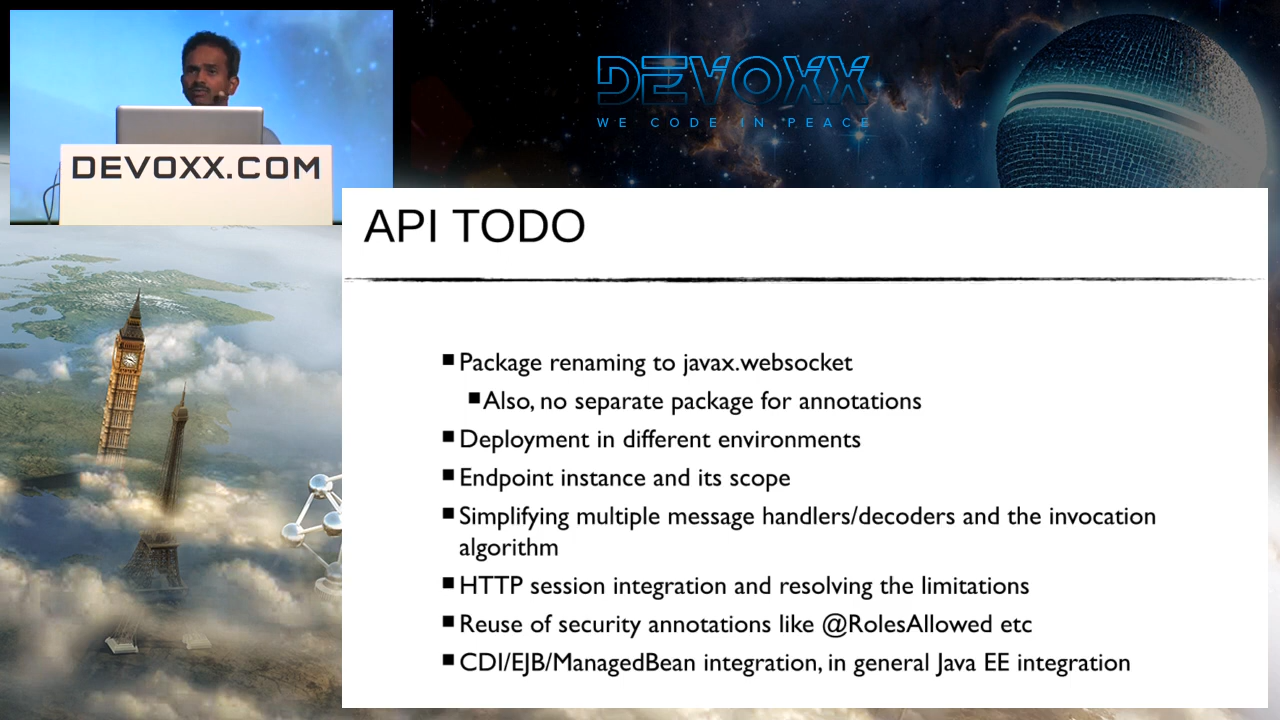 DEVOXX
WE CODE IN PEACE
DEVOXX.COM
API TODO
Package renaming to javax.websocket
Also, no separate package for annotations
Deployment in different environments
Endpoint instance and its scope
Simplifying multiple message handlers/decoders and the invocation
algorithm
HTTP session integration and resolving the limitations
Reuse of security annotations like @RolesAllowed etc
CDI/EJB/ManagedBean integration, in general Java EE integration